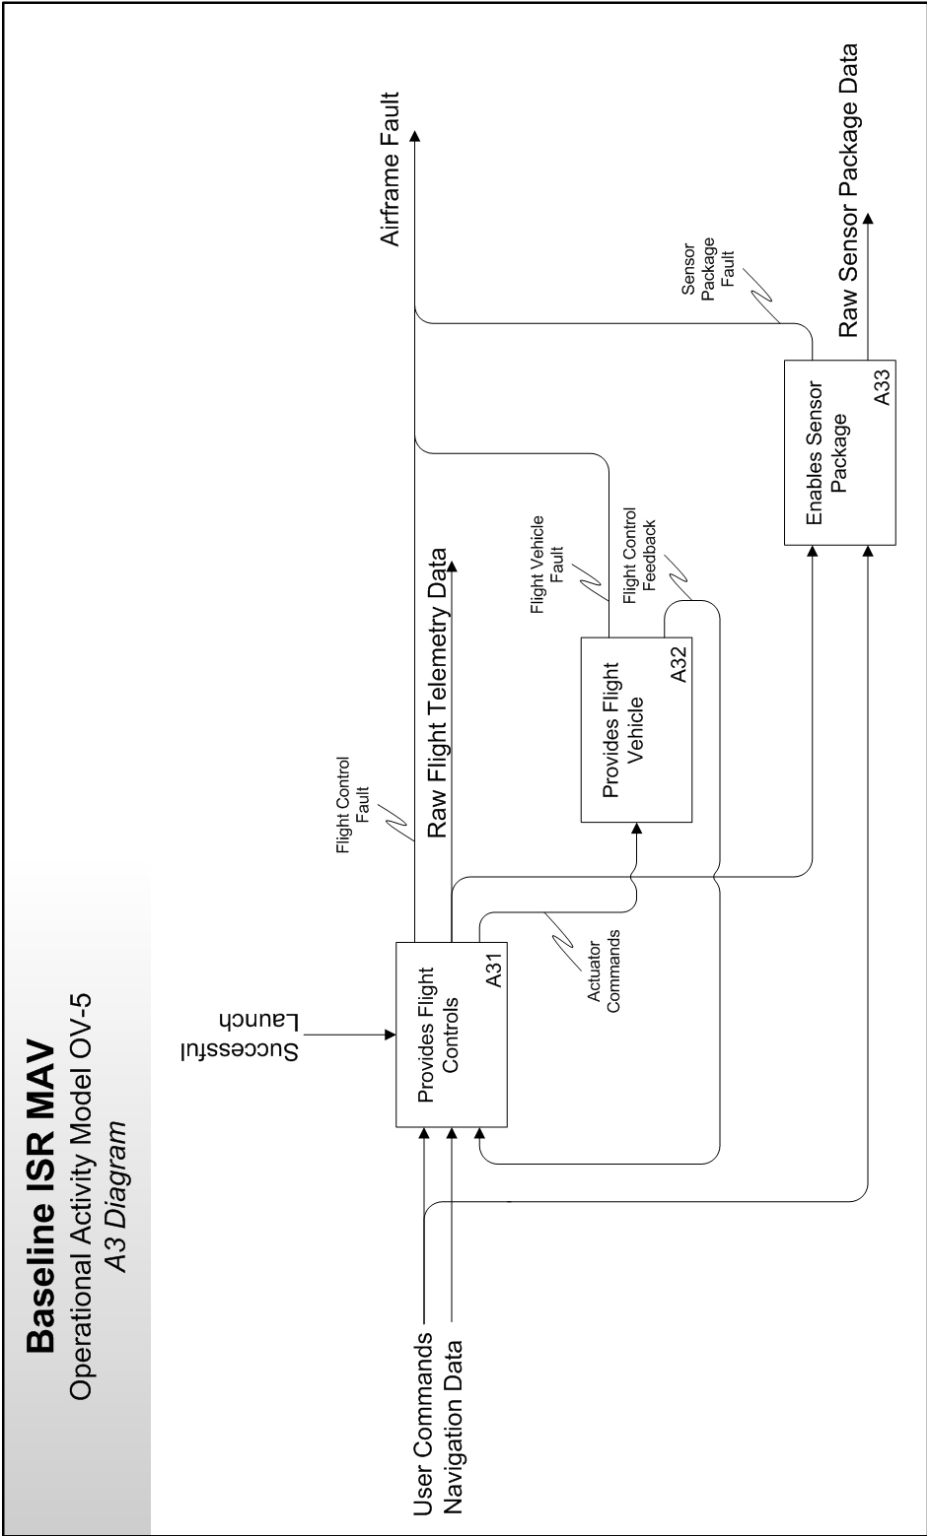 Baseline ISR MAV
Operational Activity Model OV-5
A3 Diagram
Successful
Launch
User Commands
Navigation Data
Provides Flight
Controls
A31
Flight Control
Fault
Airframe Fault
Raw Flight Telemetry Data
Actuator
Commands
Provides Flight
Vehicle
A32
Flight Vehicle
Fault
Flight Control
Feedback
Sensor
Package
Fault
Enables Sensor
Package
A33
Raw Sensor Package Data